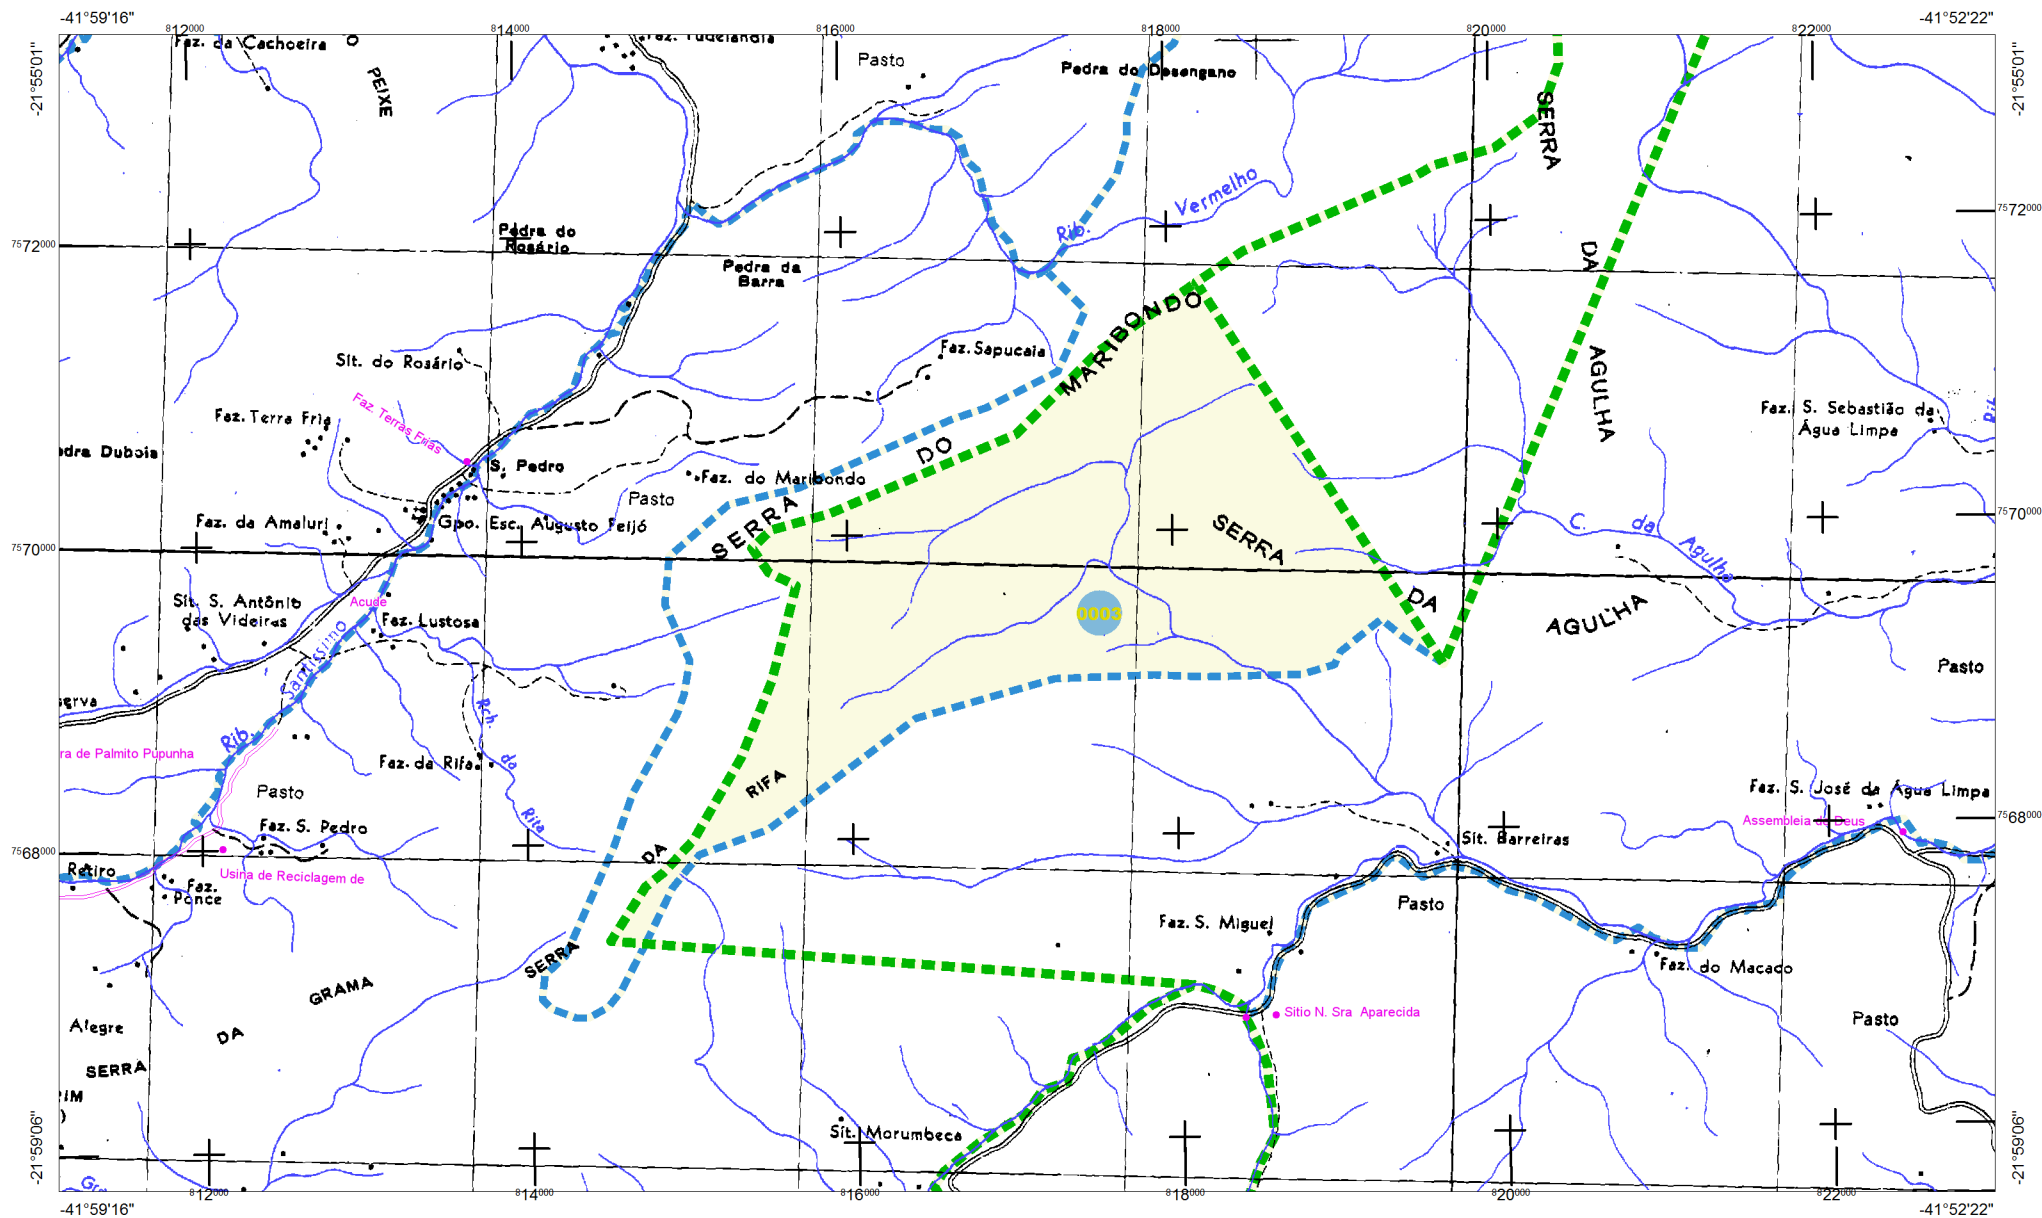 -41°59'16"
-41°52'22"
812000
814000
816000
818000
820000
822000
-21°55'01"
-21°55'01"
Faz. da Cachoeira
O
PEIXE
Pasto
Pedra do Desengano
SERRA
Rib. Vermelho
7572000
7572000
Pedra do
Rosário
Pedra da
Barra
DA
MARIBONDO
AGULHA
Sit. do Rosário
Faz. Sapucaia
Faz. Terras Frias
Faz. Terra Fria
DO
Faz. S. Sebastião da
Água Limpa
Rib.
S. Pedro
Faz. do Maribondo
Pasto
SERRA
Faz. da Amaluri
Gpo. Esc. Augusto Feijó
SERRA
C. da Agulha
7570000
7570000
Sit. S. Antônio
das Videiras
Acude
Faz. Lustosa
0003
DA
AGULHA
Santíssimo
Pasto
Rib.
ra de Palmito Pupunha
Rch. da Rifa
Faz. da Rifa
Pasto
RIFA
Faz. S. José da Água Limpa
Assembleia de Deus
7568000
7568000
Faz. S. Pedro
Sit. Barreiras
DA
Retiro
Usina de Reciclagem de
Faz.
Ponce
Pasto
Faz. S. Miguel
SERRA
Faz. do Macaco
GRAMA
Sitio N. Sra Aparecida
Pasto
Alegre
DA
SERRA
Sit. Morumbeca
-21°59'06"
-21°59'06"
812000
814000
816000
818000
820000
822000
-41°59'16"
-41°52'22"